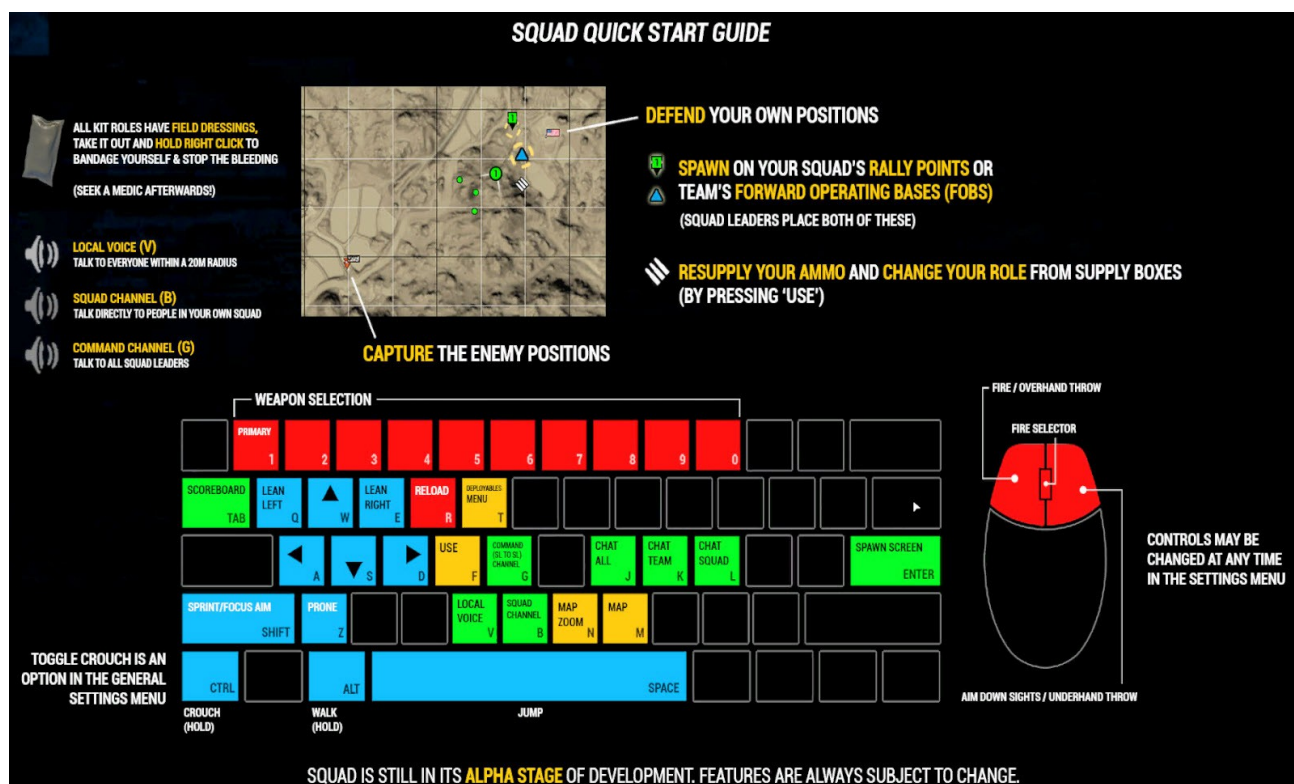 SQUAD QUICK START GUIDE
ALL KIT ROLES HAVE FIELD DRESSINGS,
TAKE IT OUT AND HOLD RIGHT CLICK TO
BANDAGE YOURSELF & STOP THE BLEEDING
(SEEK A MEDIC AFTERWARDS!)
LOCAL VOICE (V)
TALK TO EVERYONE WITHIN A 20M RADIUS
SQUAD CHANNEL (B)
TALK DIRECTLY TO PEOPLE IN YOUR OWN SQUAD
COMMAND CHANNEL (G)
TALK TO ALL SQUAD LEADERS
1
1
CAPTURE THE ENEMY POSITIONS
DEFEND YOUR OWN POSITIONS
1
SPAWN ON YOUR SQUAD'S RALLY POINTS OR
TEAM'S FORWARD OPERATING BASES (FOBS)
(SQUAD LEADERS PLACE BOTH OF THESE)
RESUPPLY YOUR AMMO AND CHANGE YOUR ROLE FROM SUPPLY BOXES
(BY PRESSING 'USE')
WEAPON SELECTION
PRIMARY
1 2 3 4 5 6 7 8 9 0
SCOREBOARD
TAB
LEAN
LEFT
Q
W
LEAN
RIGHT
E
RELOAD
R
DEPLOYABLES
MENU
T
A
S
D
USE
F
COMMAND
(SL TO SL)
CHANNEL
G
CHAT
ALL
J
CHAT
TEAM
K
CHAT
SQUAD
L
SPAWN SCREEN
ENTER
SPRINT/FOCUS AIM
SHIFT
PRONE
Z
LOCAL
VOICE
V
SQUAD
CHANNEL
B
MAP
ZOOM
N
MAP
M
TOGGLE CROUCH IS AN
OPTION IN THE GENERAL
SETTINGS MENU
CTRL
ALT
SPACE
CROUCH
(HOLD)
WALK
(HOLD)
JUMP
FIRE / OVERHAND THROW
FIRE SELECTOR
CONTROLS MAY BE
CHANGED AT ANY TIME
IN THE SETTINGS MENU
AIM DOWN SIGHTS / UNDERHAND THROW
SQUAD IS STILL IN ITS ALPHA STAGE OF DEVELOPMENT. FEATURES ARE ALWAYS SUBJECT TO CHANGE.